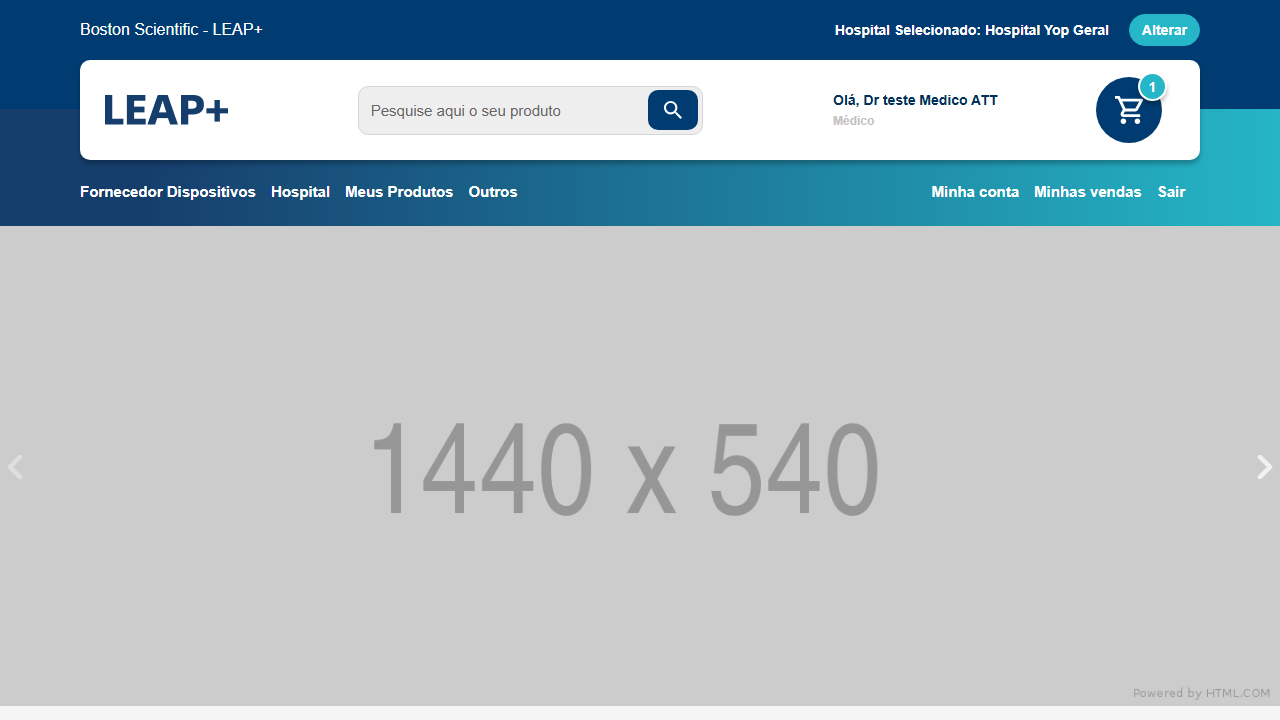 Boston Scientific - LEAP+
Hospital Selecionado: Hospital Yop Geral
Alterar
LEAP+
Pesquise aqui o seu produto
Olá, Dr teste Medico ATT
Médico
1
Fornecedor Dispositivos Hospital Meus Produtos Outros
Minha conta Minhas vendas Sair
1440 x 540
Powered by HTML.COM